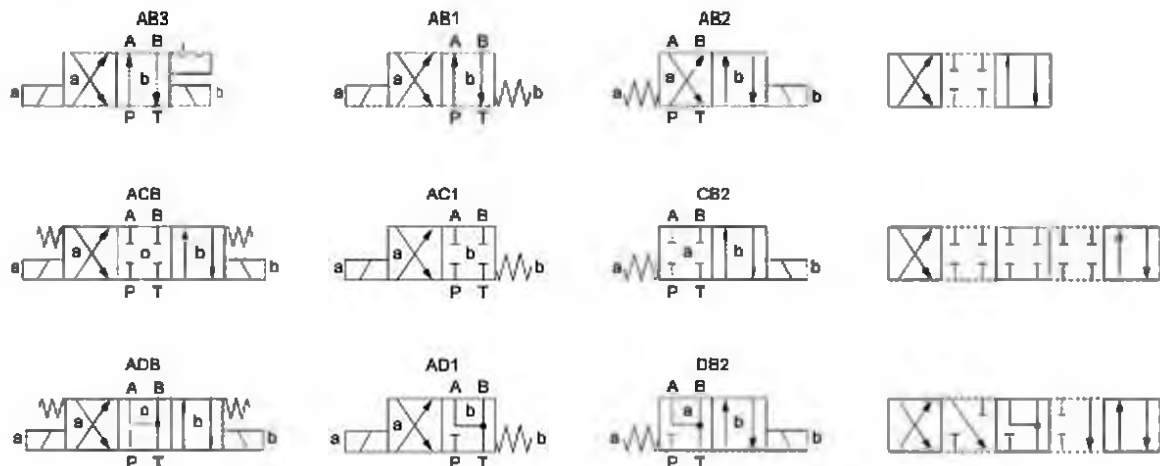 AB3 AB1 AB2
A B A B A B
a a b b a a b b a b b
P T P T P T
ACB AC1 CB2
A B A B A B
a a o b b a a b b a a b b
P T P T P T
ADB AD1 DB2
A B A B A B
a a o b b a a b b a a b b
P T P T P T